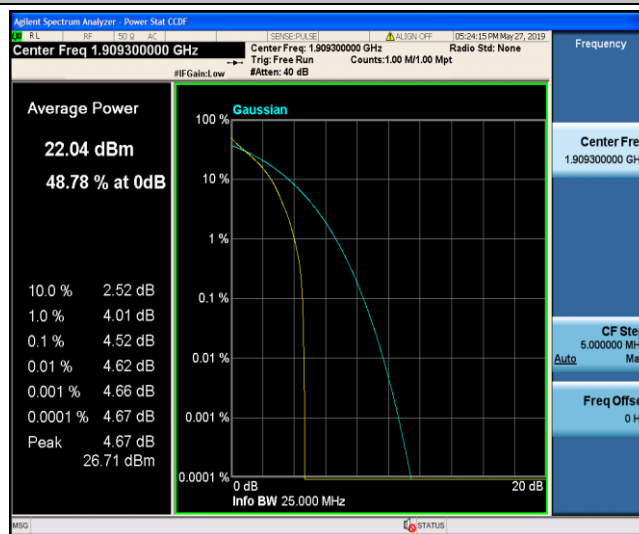 Agilent Spectrum Analyzer - Power Stat CCDF
RL RF 50 Ω AC SENSE:PULSE ALIGN OFF 05:24:15 PM May 27, 2019
Center Freq 1.909300000 GHz
Center Freq: 1.909300000 GHz Radio Std: None
Trig: Free Run Counts:1.00 M/1.00 Mpt
#IFGain:Low #Atten: 40 dB
Frequency
Average Power
22.04 dBm
48.78 % at 0dB
10.0 % 2.52 dB
1.0 % 4.01 dB
0.1 % 4.52 dB
0.01 % 4.62 dB
0.001 % 4.66 dB
0.0001 % 4.67 dB
Peak 4.67 dB
26.71 dBm
Gaussian
100 %
10 %
1 %
0.1 %
0.01 %
0.001 %
0.0001 %
0 dB 20 dB
Info BW 25.000 MHz
Center Fre
1.909300000 GH
CF Ste
5.000000 MH
Auto Ma
Freq Offse
0 H
MSG STATUS